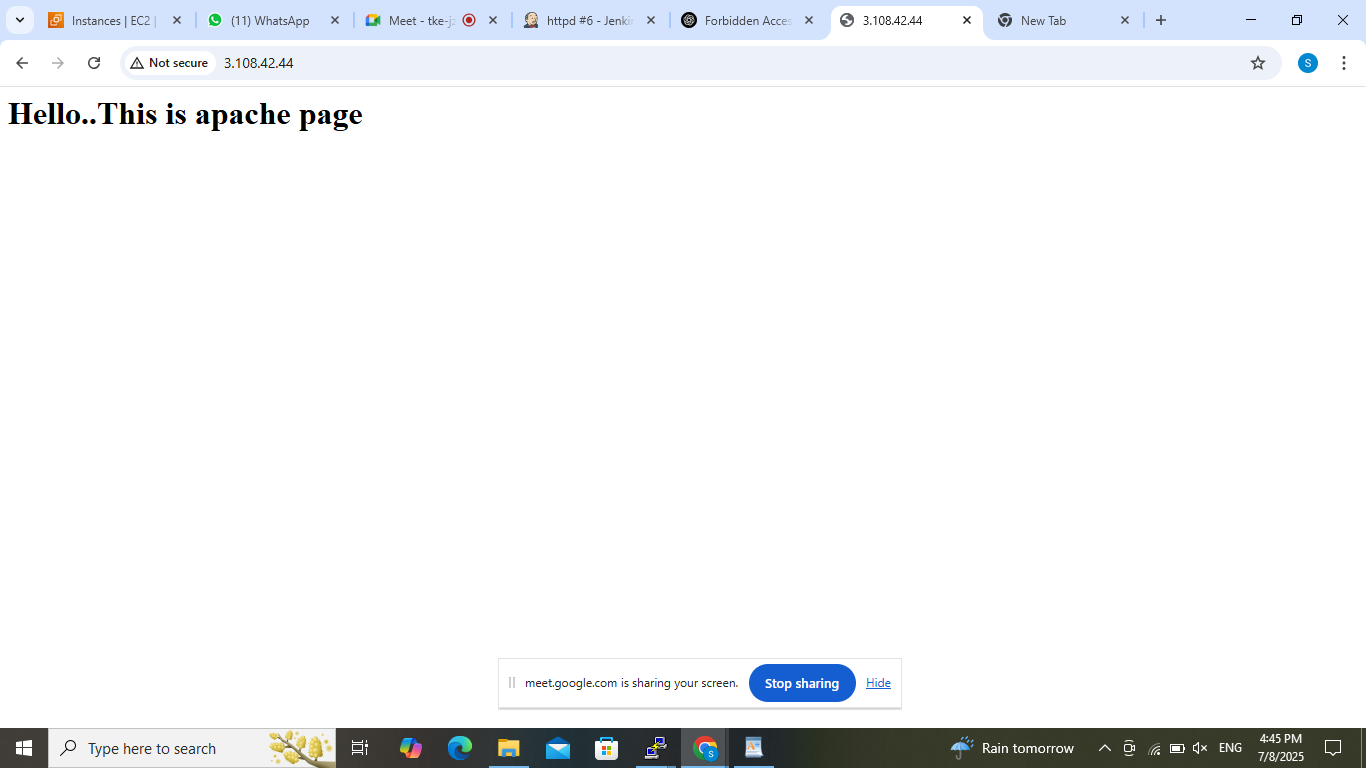 Instances | EC2 |
(11) WhatsApp
Meet - tke-j
httpd #6 - Jenki
Forbidden Acces
3.108.42.44
New Tab
Not secure
3.108.42.44
S
Hello..This is apache page
meet.google.com is sharing your screen.
Stop sharing
Hide
Type here to search
Rain tomorrow
ENG
4:45 PM
7/8/2025